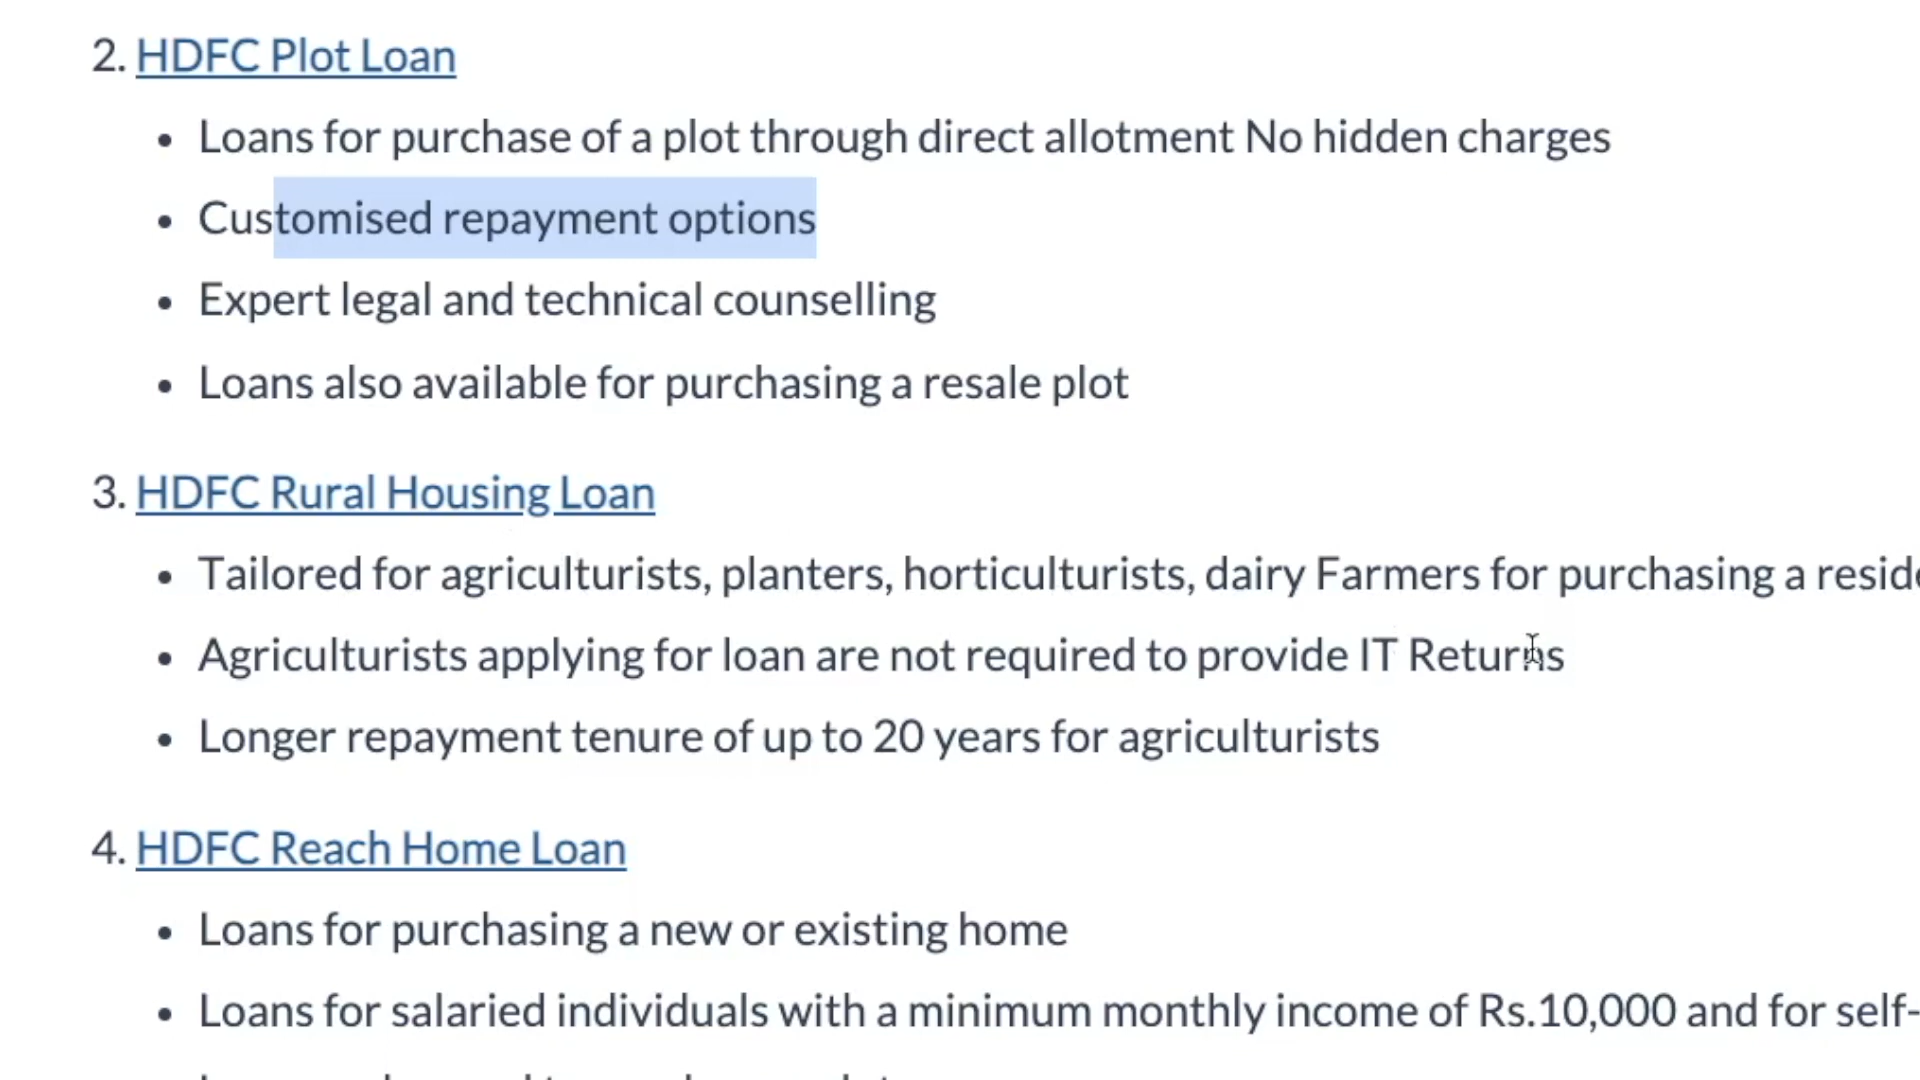 2. HDFC Plot Loan
• Loans for purchase of a plot through direct allotment No hidden charges
• Customised repayment options
• Expert legal and technical counselling
• Loans also available for purchasing a resale plot
3. HDFC Rural Housing Loan
• Tailored for agriculturists, planters, horticulturists, dairy Farmers for purchasing a
• Agriculturists applying for loan are not required to provide IT Returns
• Longer repayment tenure of up to 20 years for agriculturists
4. HDFC Reach Home Loan
• Loans for purchasing a new or existing home
• Loans for salaried individuals with a minimum monthly income of Rs.10,000 and for self-